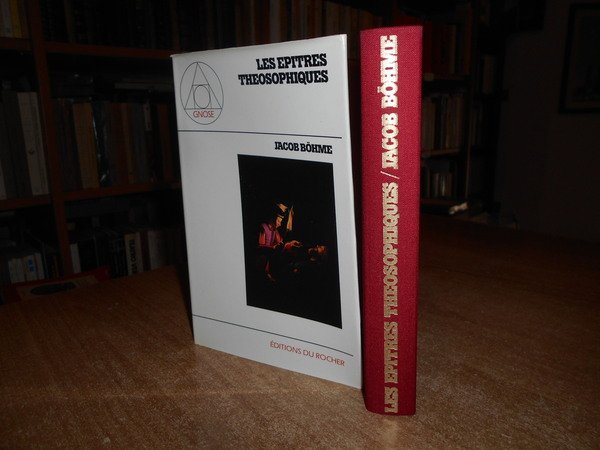 LES EPITRES
THEOSOPHIQUES
GNOSE
JACOB BÖHME
ÉDITIONS DU ROCHER
LES EPITRES THEOSOPHIQUES / JACOB BÖHME